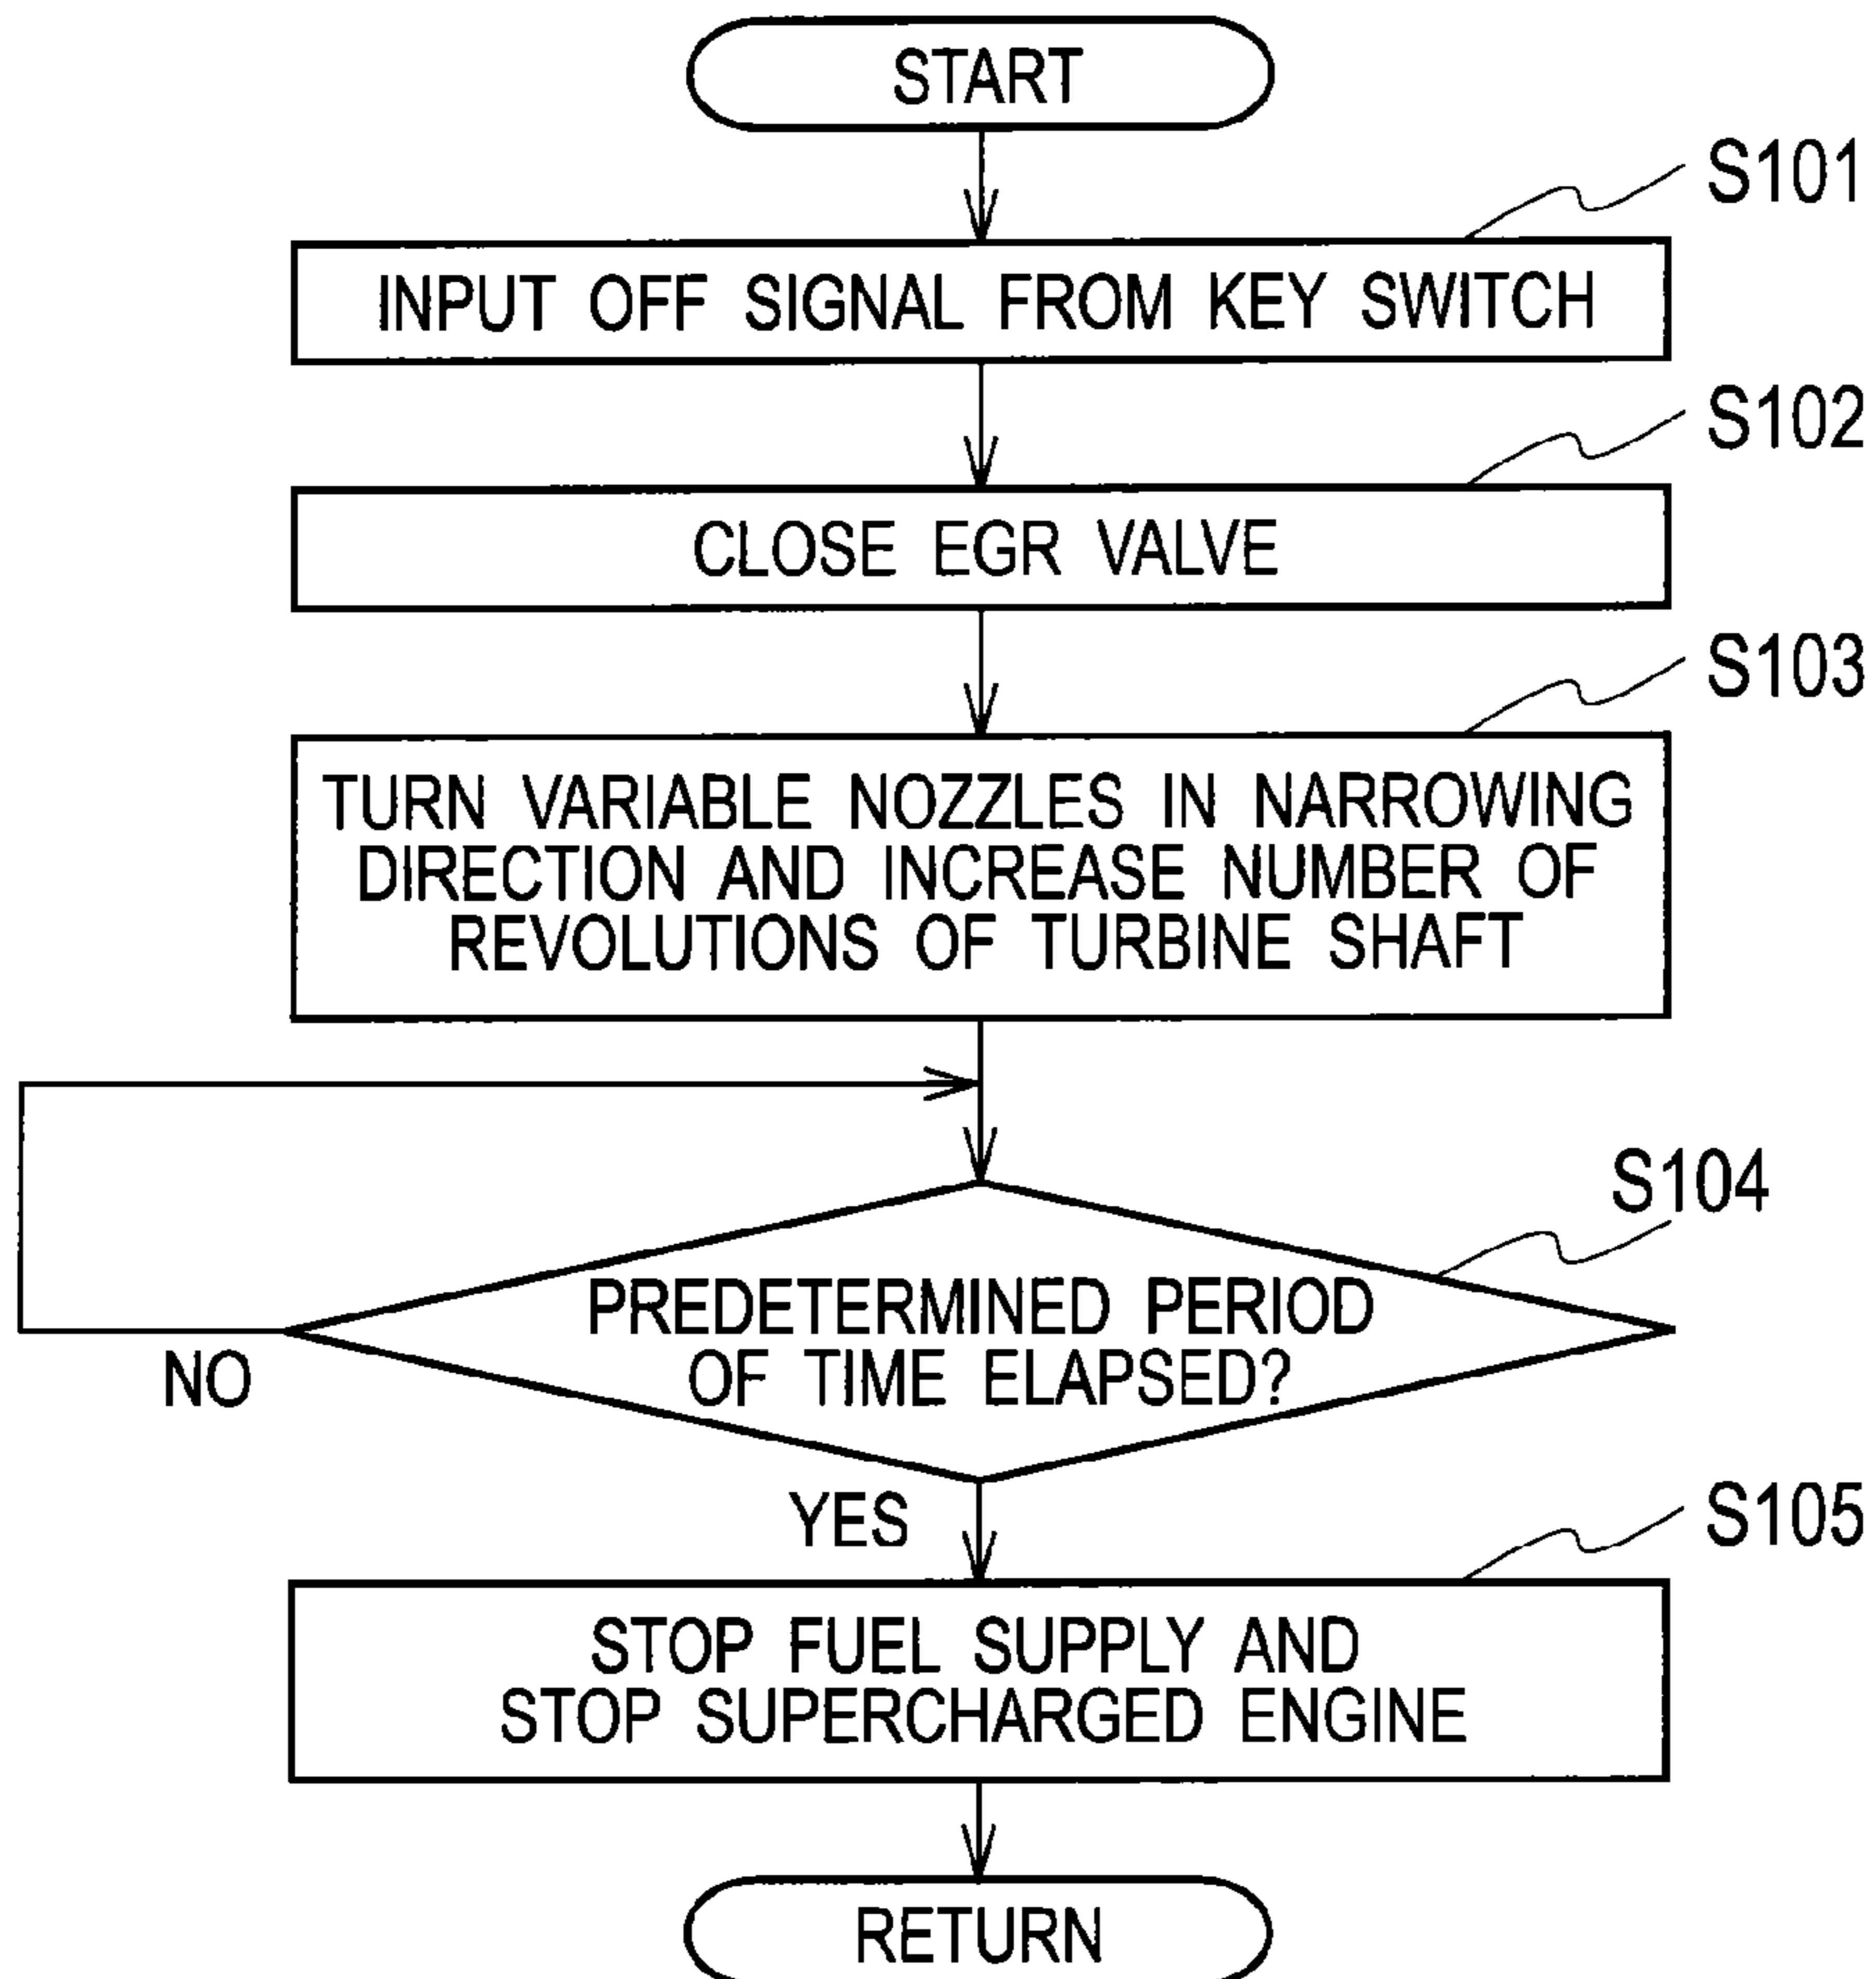 START
S101
INPUT OFF SIGNAL FROM KEY SWITCH
S102
CLOSE EGR VALVE
S103
TURN VARIABLE NOZZLES IN NARROWING
DIRECTION AND INCREASE NUMBER OF
REVOLUTIONS OF TURBINE SHAFT
S104
PREDETERMINED PERIOD
OF TIME ELAPSED?
NO
YES
S105
STOP FUEL SUPPLY AND
STOP SUPERCHARGED ENGINE
RETURN